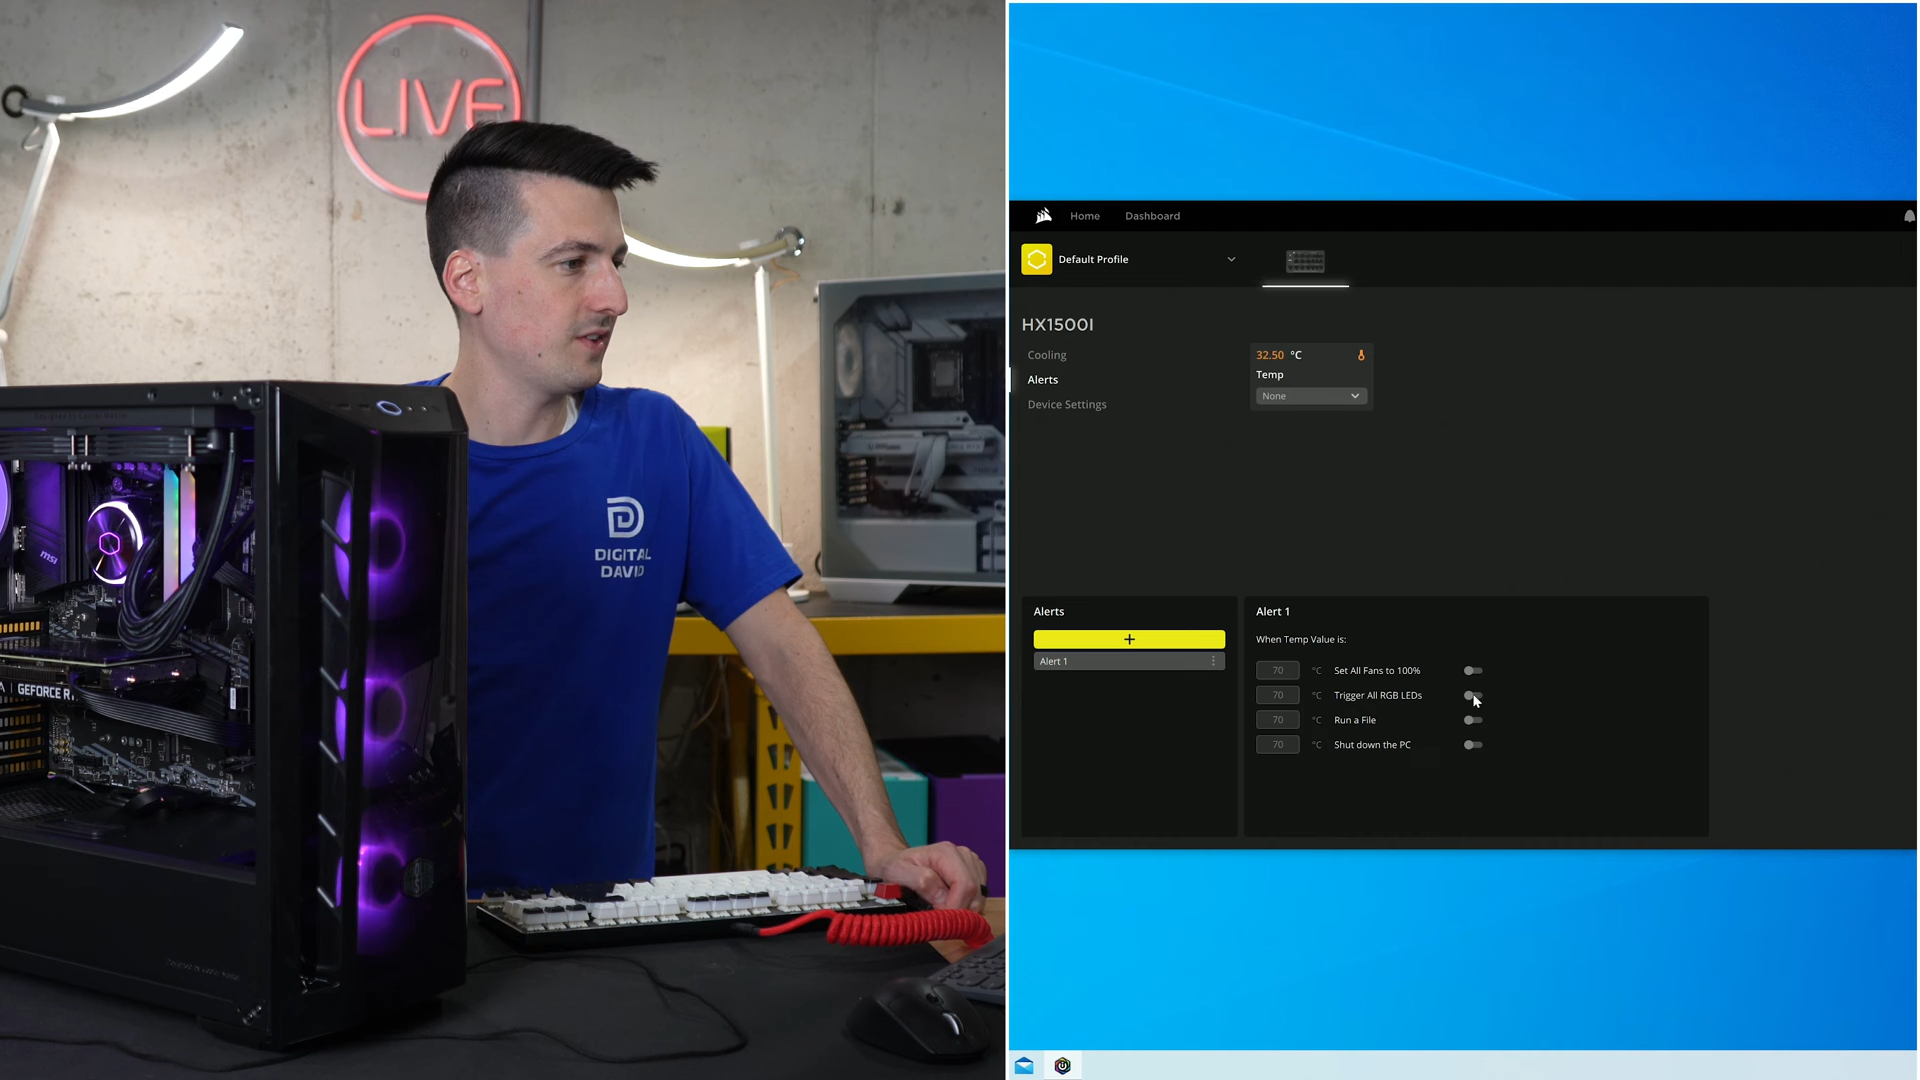 LIVE
DIGITAL
DAVID
msi
GEFORCE RT
Home
Dashboard
Default Profile
HX1500I
Cooling
Alerts
Device Settings
32.50 °C
Temp
None
Alerts
+
Alert 1
Alert 1
When Temp Value is:
70 °C Set All Fans to 100%
70 °C Trigger All RGB LEDs
70 °C Run a File
70 °C Shut down the PC